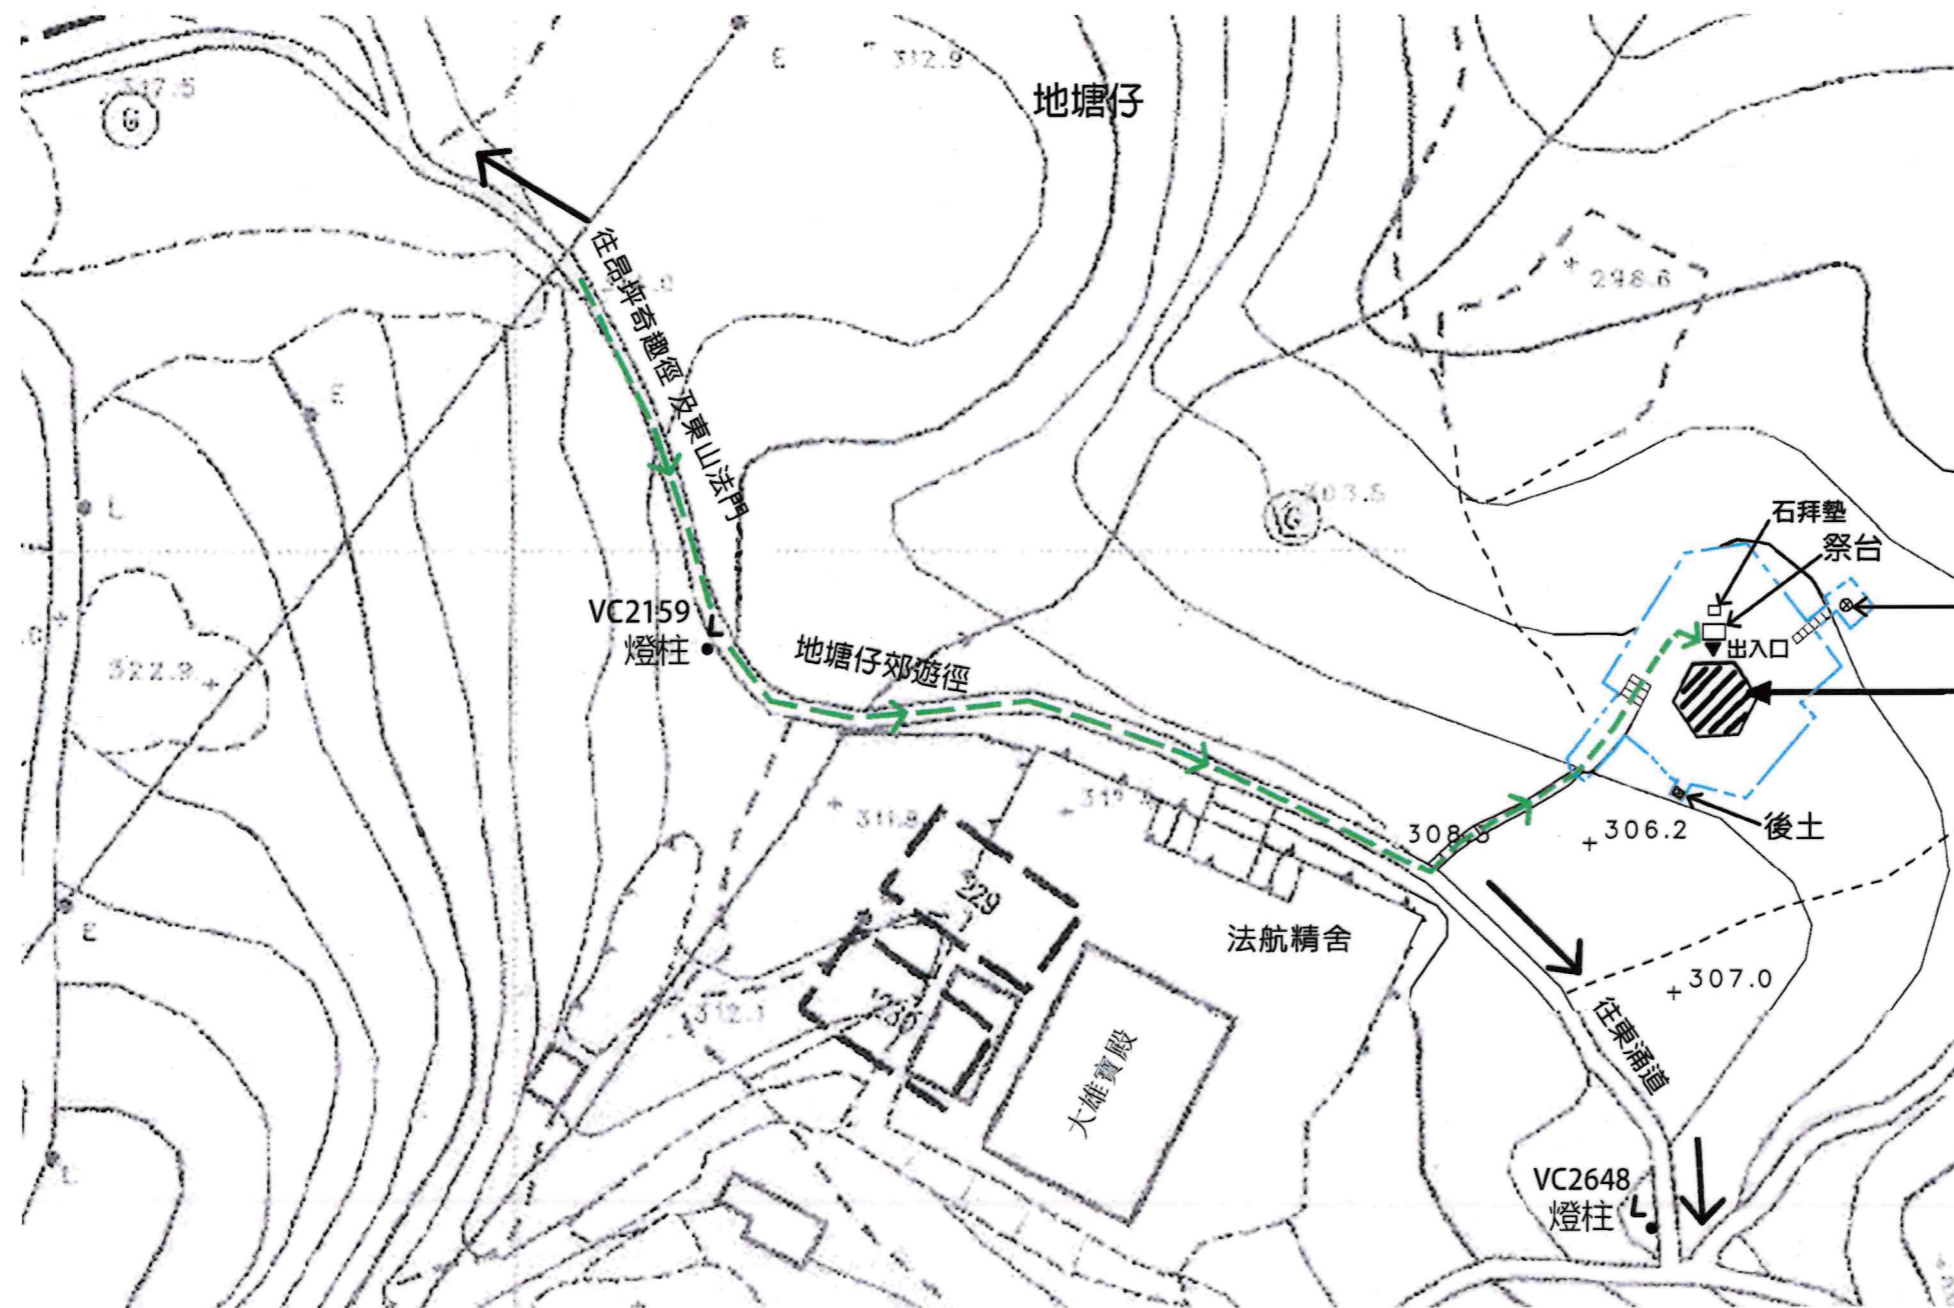 312.9
地塘仔
G
往昂坪奇趣徑 及東山法門
298.6
E
G
石拜墊
祭台
VC2159
燈柱
出入口
地塘仔郊遊徑
322.9
311.8
306.2
後土
229
E
法航精舍
307.0
312.1
往東涌道
大雄寶殿
VC2648
燈柱